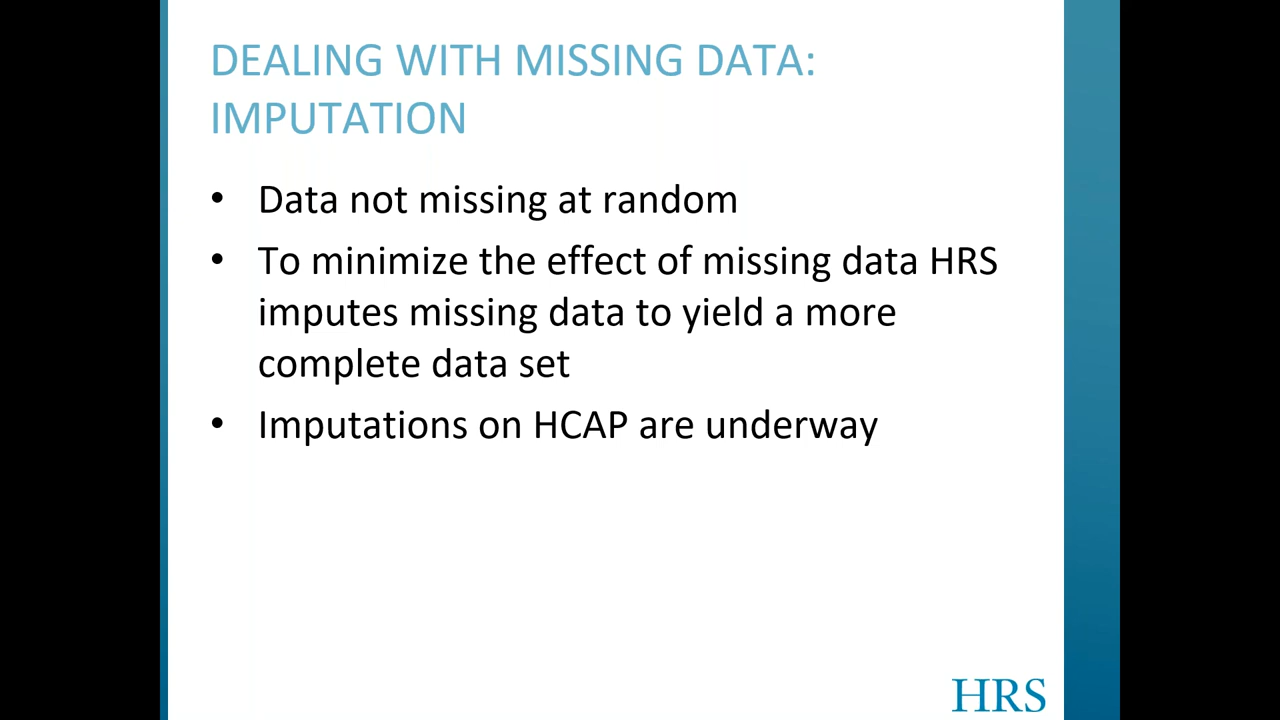 DEALING WITH MISSING DATA:
IMPUTATION
• Data not missing at random
• To minimize the effect of missing data HRS
imputes missing data to yield a more
complete data set
• Imputations on HCAP are underway
HRS